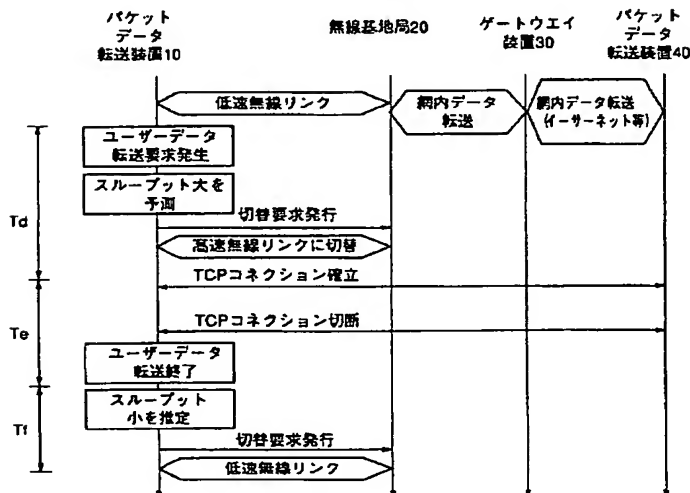 パケット
データ
転送装置10
無線基地局20
ゲートウエイ
装置30
パケット
データ
転送装置40
低速無線リンク
網内データ
転送
網内データ転送
(イーサーネット等)
ユーザーデータ
転送要求発生
スループット大を
予測
切替要求発行
高速無線リンクに切替
Td
TCPコネクション確立
Te
TCPコネクション切断
ユーザーデータ
転送終了
スループット
小を推定
Tf
切替要求発行
低速無線リンク